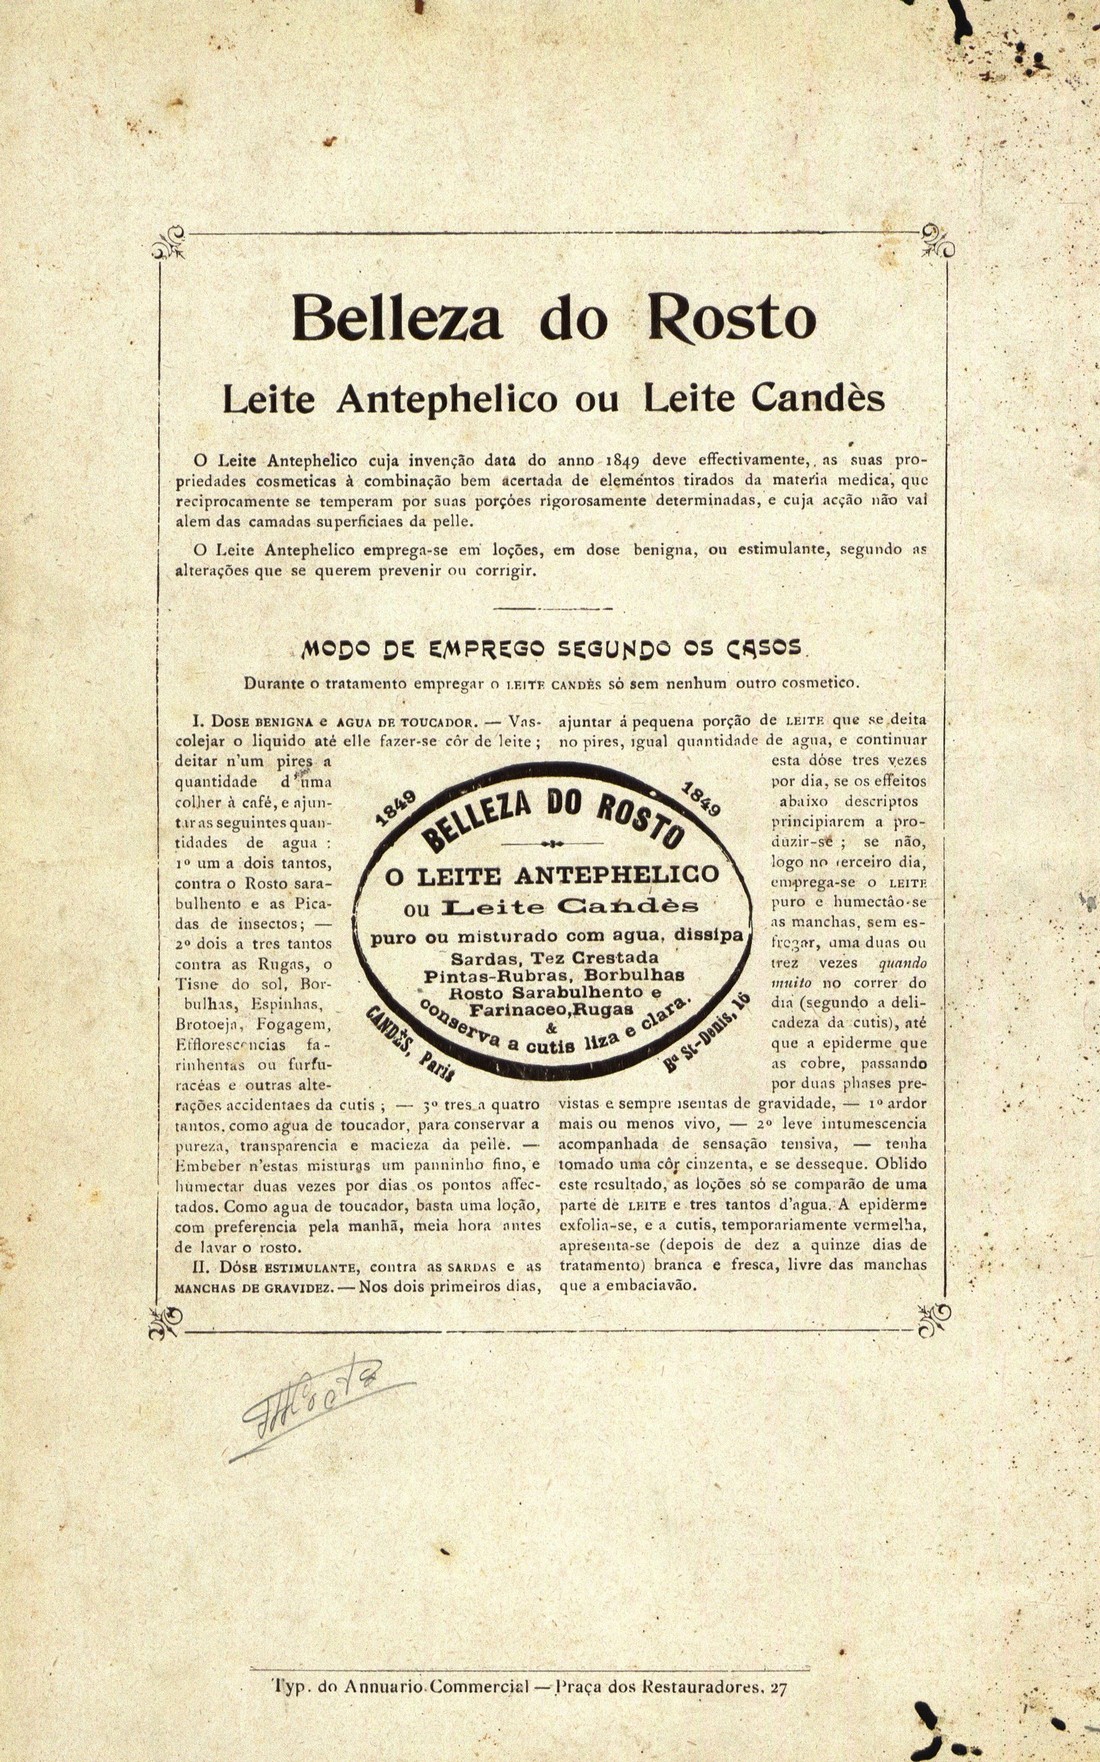 Belleza do Rosto
Leite Antephelico ou Leite Candès
O Leite Antephelico cuja invenção data do anno 1849 deve effectivamente, as suas pro-
priedades cosmeticas à combinação bem acertada de elementos tirados da materia medica, que
reciprocamente se temperam por suas porções rigorosamente determinadas, e cuja acção não vai
alem das camadas superficiaes da pelle.
O Leite Antephelico emprega-se em loções, em dose benigna, ou estimulante, segundo as
alterações que se querem prevenir ou corrigir.
MODO DE EMPREGO SEGUNDO OS CASOS
Durante o tratamento empregar o LEITE CANDÈS só sem nenhum outro cosmetico.
I. DOSE BENIGNA e AGUA DE TOUCADOR. — Vas-
colejar o liquido até elle fazer-se côr de leite;
deitar n'um pires a
quantidade d'uma
colher à café, e ajun-
tar as seguintes quan-
tidades de agua :
1º um a dois tantos,
contra o Rosto sara-
bulhento e as Pica-
das de insectos; —
2º dois a tres tantos
contra as Rugas, o
Tisne do sol, Bor-
bulhas, Espinhas,
Brotoeja, Fogagem,
Efflorescencias fa-
rinhentas ou furfu-
racéas e outras alte-
rações accidentaes da cutis ; — 3º tres a quatro
tantos, como agua de toucador, para conservar a
pureza, transparencia e macieza da pelle. —
Embeber n'estas misturas um panninho fino, e
humectar duas vezes por dias os pontos affec-
tados. Como agua de toucador, basta uma loção,
com preferencia pela manhã, meia hora antes
de lavar o rosto.
II. DÓSE ESTIMULANTE, contra as SARDAS e as
MANCHAS DE GRAVIDEZ. — Nos dois primeiros dias,
ajuntar á pequena porção de LEITE que se deita
no pires, igual quantidade de agua, e continuar
esta dóse tres vezes
por dia, se os effeitos
abaixo descriptos
principiarem a pro-
duzir-se ; se não,
logo no terceiro dia,
emprega-se o LEITE
puro e humectão-se
as manchas, sem es-
fregar, uma duas ou
trez vezes quando
muito no correr do
dia (segundo a deli-
cadeza da cutis), até
que a epiderme que
as cobre, passando
por duas phases pre-
vistas e sempre isentas de gravidade, — 1º ardor
mais ou menos vivo, — 2º leve intumescencia
acompanhada de sensação tensiva, — tenha
tomado uma côr cinzenta, e se desseque. Oblido
este resultado, as loções só se comparão de uma
parte de LEITE e tres tantos d'agua. A epiderme
exfolia-se, e a cutis, temporariamente vermelha,
apresenta-se (depois de dez a quinze dias de
tratamento) branca e fresca, livre das manchas
que a embaciavão.
1849
1849
BELLEZA DO ROSTO
O LEITE ANTEPHELICO
ou Leite Candès
puro ou misturado com agua, dissipa
Sardas, Tez Crestada
Pintas-Rubras, Borbulhas
Rosto Sarabulhento e
Farinaceo, Rugas
&
conserva a cutis liza e clara.
CANDÈS, Paris
Bd St-Denis, 16
Typ. do Annuario Commercial — Praça dos Restauradores, 27